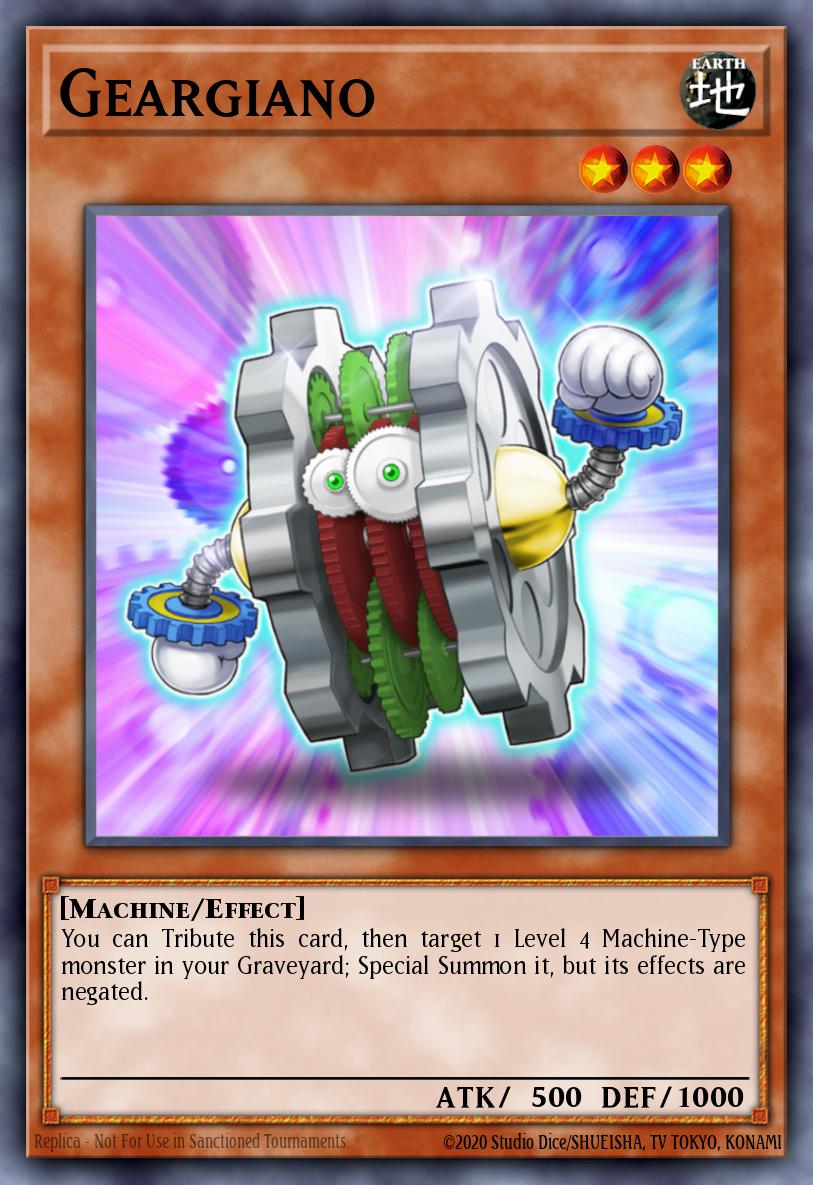 Geargiano
EARTH
地
[Machine/Effect]
You can Tribute this card, then target 1 Level 4 Machine-Type
monster in your Graveyard; Special Summon it, but its effects are
negated.
ATK/ 500 DEF/1000
Replica - Not For Use in Sanctioned Tournaments.
©2020 Studio Dice/SHUEISHA, TV TOKYO, KONAMI